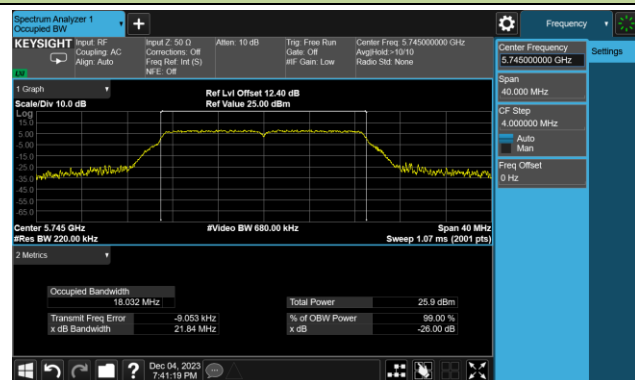 Spectrum Analyzer 1
Occupied BW
Frequency
KEYSIGHT
Input: RF
Coupling: AC
Align: Auto
Input Z: 50 Ω
Corrections: Off
Freq Ref: Int (S)
NFE: Off
Atten: 10 dB
Trig: Free Run
Gate: Off
#IF Gain: Low
Center Freq: 5.745000000 GHz
Avg|Hold:>10/10
Radio Std: None
Center Frequency
5.745000000 GHz
Settings
Span
40.000 MHz
CF Step
4.000000 MHz
Auto
Man
Freq Offset
0 Hz
1 Graph
Scale/Div 10.0 dB
Ref Lvl Offset 12.40 dB
Ref Value 25.00 dBm
Log
15.0
5.00
-5.00
-15.0
-25.0
-35.0
-45.0
-55.0
-65.0
Center 5.745 GHz
#Res BW 220.00 kHz
#Video BW 680.00 kHz
Span 40 MHz
Sweep 1.07 ms (2001 pts)
2 Metrics
Occupied Bandwidth
18.032 MHz
Total Power 25.9 dBm
Transmit Freq Error -9.053 kHz
% of OBW Power 99.00 %
x dB Bandwidth 21.84 MHz
x dB -26.00 dB
Dec 04, 2023
7:41:19 PM